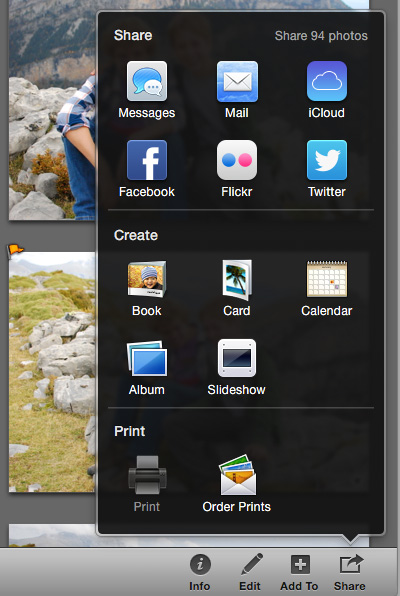 Share Share 94 photos
Messages Mail iCloud
Facebook Flickr Twitter
Create
Book Card Calendar
Album Slideshow
Print
Print Order Prints
Info Edit Add To Share